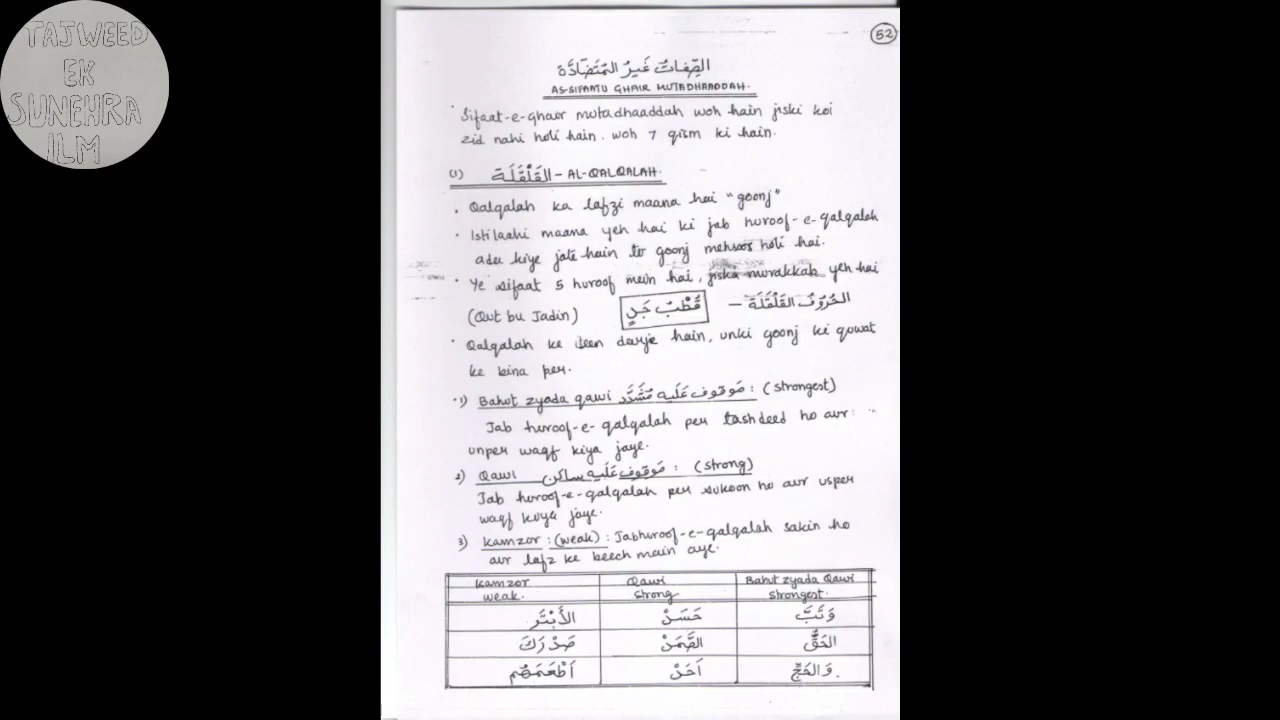 TAJWEED
EK
SUNEHRA
ILM
52
الصِّفَاتُ غَيرُ المُتَضَادَّة
AS-SIFAATU GHAIR MUTADHAADDAH.
Sifaat-e-ghair mutadhaaddah woh hain jiski koi
zid nahi hoti hain. woh 7 qism ki hain.
(1) القَلْقَلَة – AL-QALQALAH.
• Qalqalah ka lafzi maana hai "goonj"
• Istilaahi maana yeh hai ki jab huroof-e-qalqalah
ada kiye jate hain to goonj mehsoos hoti hai.
• Ye sifaat 5 huroof mein hai, jiska murakkab yeh hai
(Qut bu Jadin) قُطْبُ جَدٍ – الحُرُوفُ القَلْقَلَة
• Qalqalah ke teen darje hain, unki goonj ki quwat
ke bina per.
1) Bahut zyada qawi مَوقوف عَلَيه مُشَدَّد : (strongest)
Jab huroof-e-qalqalah per tashdeed ho aur
unper waqf kiya jaye.
2) Qawi مَوقوف عَلَيه ساكن : (strong)
Jab huroof-e-qalqalah per sukoon ho aur usper
waqf kiya jaye.
3) Kamzor : (weak) : Jab huroof-e-qalqalah sakin ho
aur lafz ke beech main aye.
Kamzor weak. Qawi strong Bahut zyada Qawi strongest.
الأَبْتَر وَتَبَّ
صَدْرَكَ الصَّمَدْ الحَقُّ
أَطْعَمَهُم اَحَدْ وَالحَجِّ